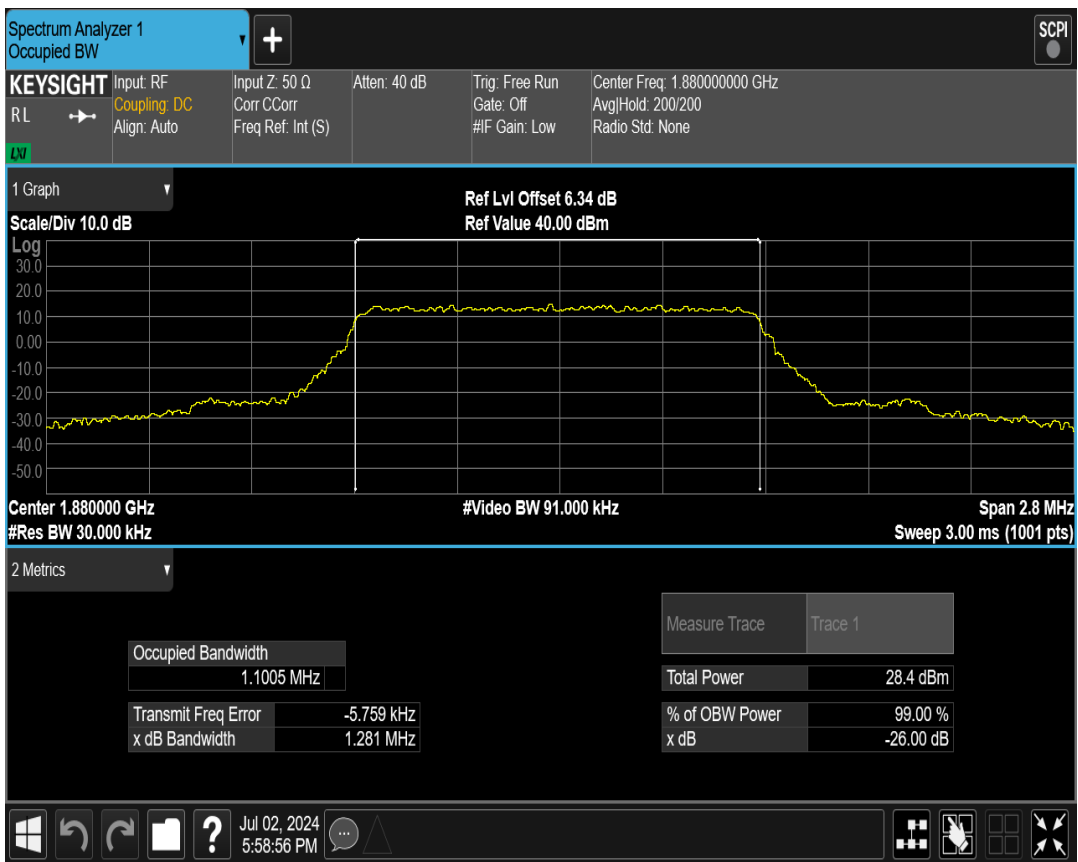 Spectrum Analyzer 1
Occupied BW
+
SCPI
KEYSIGHT
RL
LXI
Input: RF
Coupling: DC
Align: Auto
Input Z: 50 Ω
Corr CCorr
Freq Ref: Int (S)
Atten: 40 dB
Trig: Free Run
Gate: Off
#IF Gain: Low
Center Freq: 1.880000000 GHz
Avg|Hold: 200/200
Radio Std: None
1 Graph
Scale/Div 10.0 dB
Ref Lvl Offset 6.34 dB
Ref Value 40.00 dBm
Log
30.0
20.0
10.0
0.00
-10.0
-20.0
-30.0
-40.0
-50.0
Center 1.880000 GHz
#Video BW 91.000 kHz
Span 2.8 MHz
#Res BW 30.000 kHz
Sweep 3.00 ms (1001 pts)
2 Metrics
Measure Trace
Trace 1
Occupied Bandwidth
1.1005 MHz
Total Power
28.4 dBm
Transmit Freq Error
-5.759 kHz
% of OBW Power
99.00 %
x dB Bandwidth
1.281 MHz
x dB
-26.00 dB
?
Jul 02, 2024
5:58:56 PM